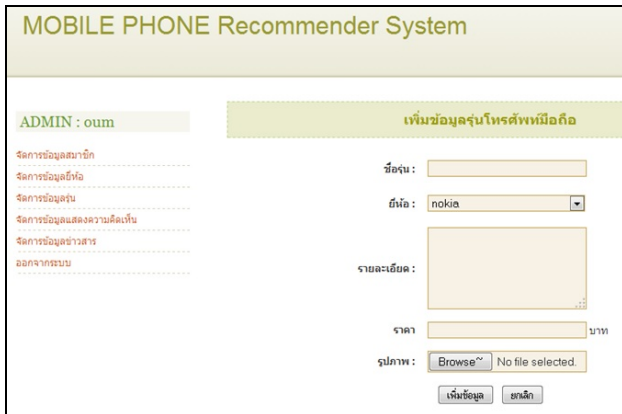 MOBILE PHONE Recommender System
ADMIN : oum
จัดการข้อมูลสมาชิก
จัดการข้อมูลยี่ห้อ
จัดการข้อมูลรุ่น
จัดการข้อมูลแสดงความคิดเห็น
จัดการข้อมูลข่าวสาร
ออกจากระบบ
เพิ่มข้อมูลรุ่นโทรศัพท์มือถือ
ชื่อรุ่น :
ยี่ห้อ : nokia
รายละเอียด :
ราคา บาท
รูปภาพ : Browse~ No file selected.
เพิ่มข้อมูล ยกเลิก